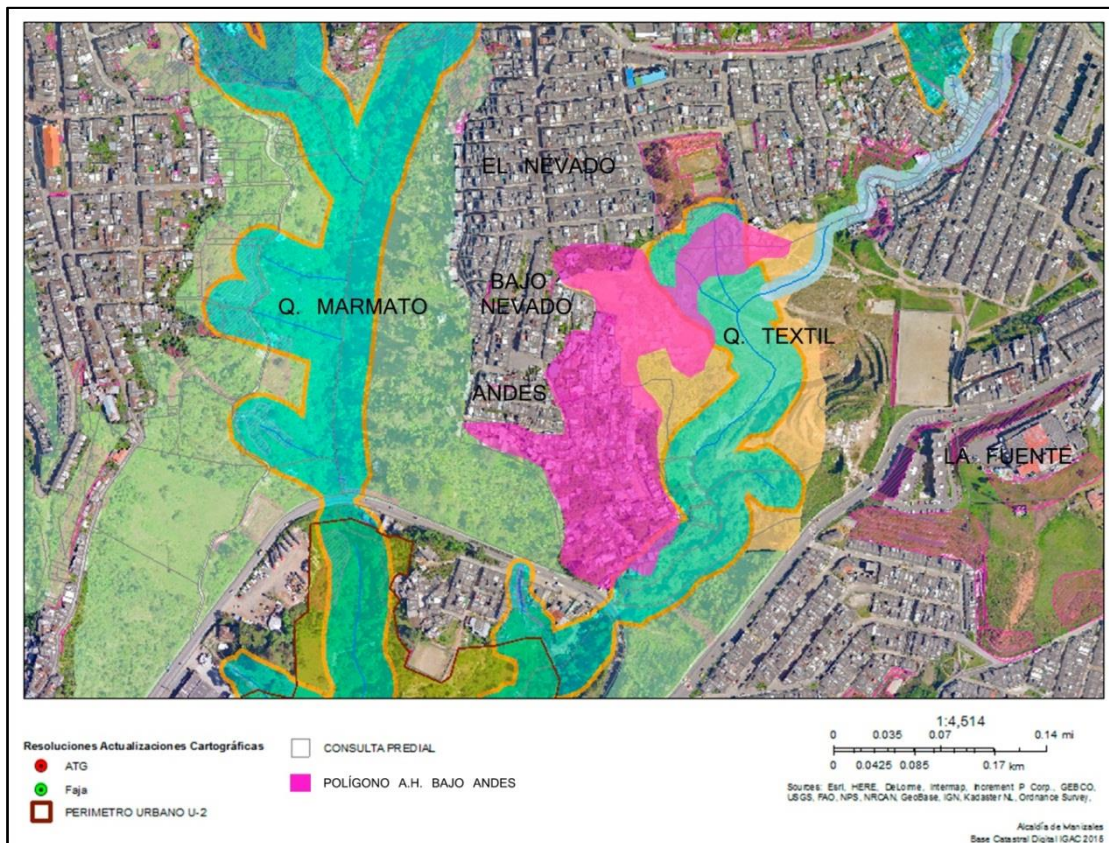 EL NEVADO
BAJO
NEVADO
Q. MARMATO
Q. TEXTIL
ANDES
LA FUENTE
Resoluciones Actualizaciones Cartográficas
ATG
Faja
PERIMETRO URBANO U-2
CONSULTA PREDIAL
POLÍGONO A.H. BAJO ANDES
1:4,514
0 0.035 0.07 0.14 mi
0 0.0425 0.085 0.17 km
Sources: Esri, HERE, DeLorme, Intermap, increment P Corp., GEBCO,
USGS, FAO, NPS, NRCAN, GeoBase, IGN, Kadaster NL, Ordnance Survey,
Alcaldía de Manizales
Base Catastral Digital IGAC 2015